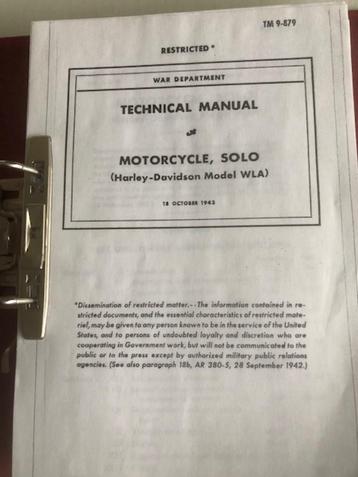 TM 9-879
RESTRICTED*
WAR DEPARTMENT
TECHNICAL MANUAL
MOTORCYCLE, SOLO
(Harley-Davidson Model WLA)
18 OCTOBER 1943
*Dissemination of restricted matter.-- The information contained in re-
stricted documents, and the essential characteristics of restricted mate-
riel, may be given to any person known to be in the service of the United
States, and to persons of undoubted loyalty and discretion who are
cooperating in Government work, but will not be communicated to the
public or to the press except by authorized military public relations
agencies. (See also paragraph 18b, AR 380-5, 28 September 1942.)